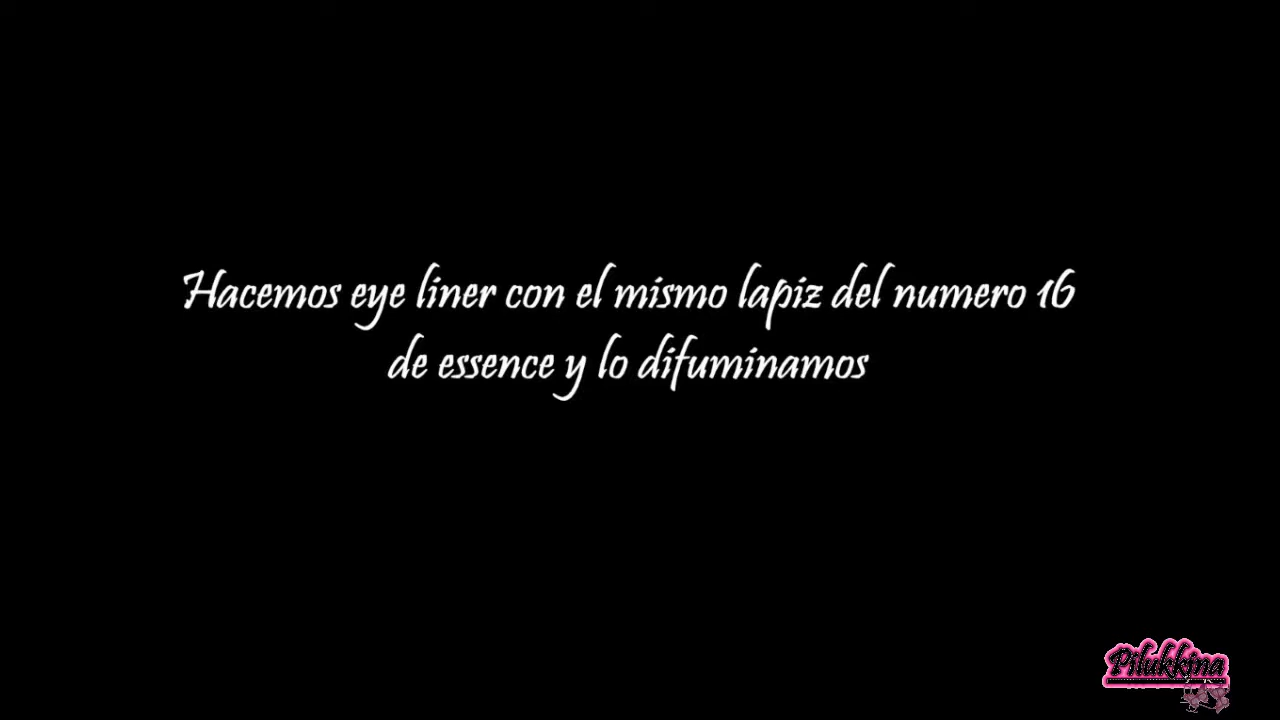 Hacemos eye liner con el mismo lapiz del numero 16
de essence y lo difuminamos
Pilukkina